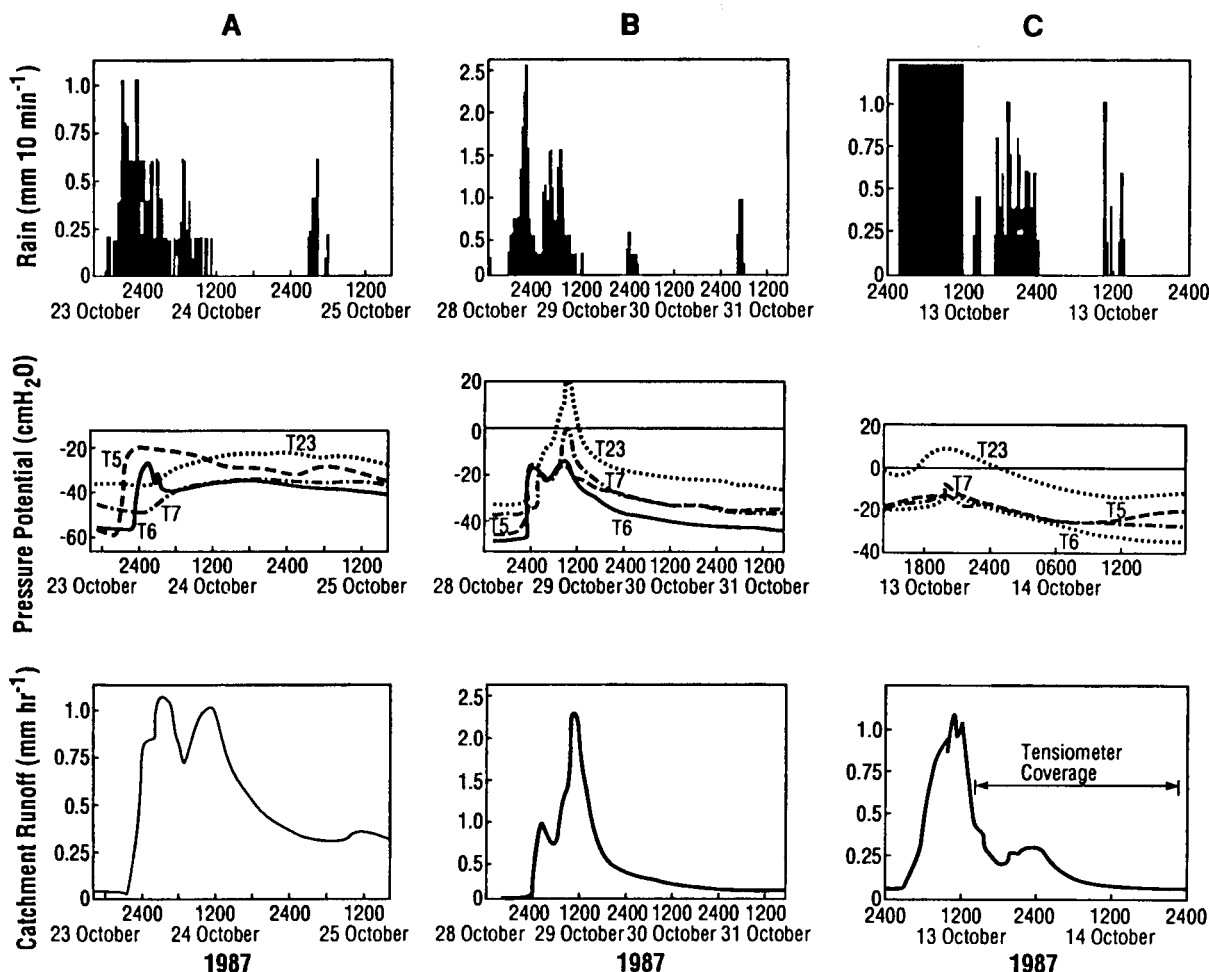 A
B
C
Rain (mm 10 min⁻¹)
1.0
0.75
0.5
0.25
0
2400 1200 2400 1200
23 October 24 October 25 October
2.5
2.0
1.5
1.0
0.5
0
2400 1200 2400 1200 2400 1200
28 October 29 October 30 October 31 October
1.0
0.75
0.5
0.25
0
2400 1200 2400 1200 2400
13 October 13 October
Pressure Potential (cmH₂O)
-20
-40
-60
T5
T23
T7
T6
2400 1200 2400 1200
23 October 24 October 25 October
20
0
-20
-40
T23
T7
T5
T6
2400 1200 2400 1200 2400 1200
28 October 29 October 30 October 31 October
20
0
-20
-40
T23
T7
T5
T6
1800 2400 0600 1200
13 October 14 October
Catchment Runoff (mm hr⁻¹)
1.0
0.75
0.5
0.25
0
2400 1200 2400 1200
23 October 24 October 25 October
1987
2.5
2.0
1.5
1.0
0.5
0
2400 1200 2400 1200 2400 1200
28 October 29 October 30 October 31 October
1987
1.0
0.75
0.5
0.25
0
Tensiometer
Coverage
2400 1200 2400 1200 2400
13 October 14 October
1987